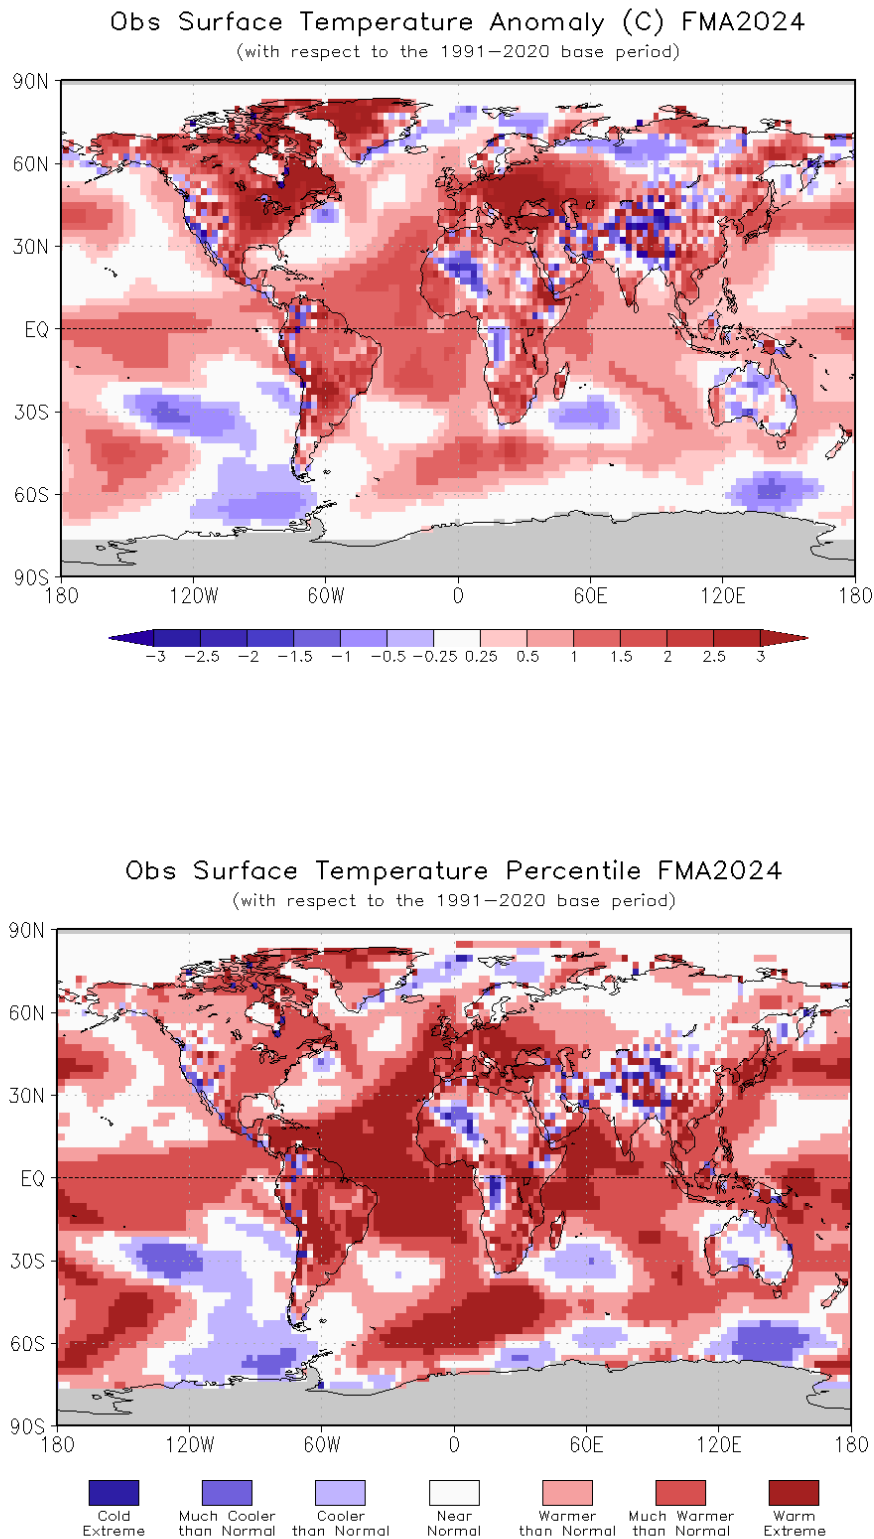 Obs Surface Temperature Anomaly (C) FMA2024
(with respect to the 1991–2020 base period)
90N
60N
30N
EQ
30S
60S
90S
180 120W 60W 0 60E 120E 180
−3 −2.5 −2 −1.5 −1 −0.5 −0.25 0.25 0.5 1 1.5 2 2.5 3
Obs Surface Temperature Percentile FMA2024
(with respect to the 1991–2020 base period)
90N
60N
30N
EQ
30S
60S
90S
180 120W 60W 0 60E 120E 180
Cold Much Cooler Cooler Near Warmer Much Warmer Warm
Extreme than Normal than Normal Normal than Normal than Normal Extreme